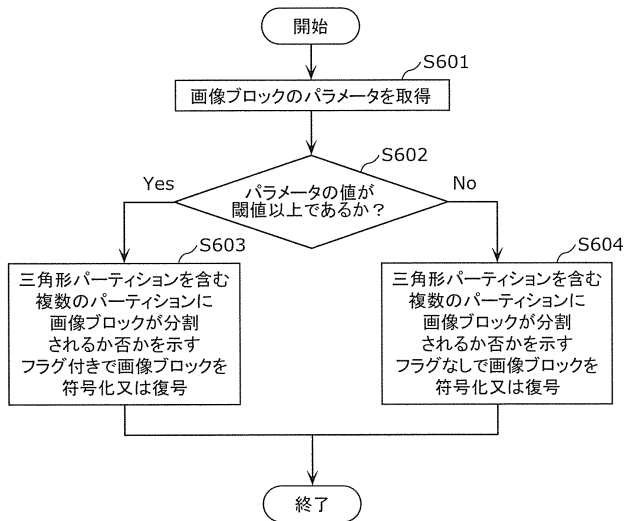 開始
S601
画像ブロックのパラメータを取得
S602
Yes
No
パラメータの値が
閾値以上であるか？
S603
三角形パーティションを含む
複数のパーティションに
画像ブロックが分割
されるか否かを示す
フラグ付きで画像ブロックを
符号化又は復号
S604
三角形パーティションを含む
複数のパーティションに
画像ブロックが分割
されるか否かを示す
フラグなしで画像ブロックを
符号化又は復号
終了